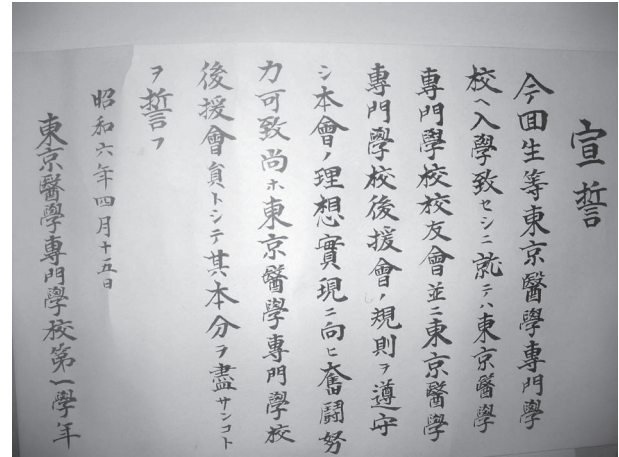 宣誓
今回生等東京醫學專門學
校ヘ入學致セシニ就テハ東京醫學
專門學校校友會並ニ東京醫學
專門學校後援會ノ規則ヲ遵守
シ本會ノ理想實現ニ向ヒ奮闘努
力可致尚ホ東京醫學專門學校
後援會員トシテ其本分ヲ盡サンコト
ヲ誓フ
昭和六年四月十五日
東京醫學專門學校第一學年